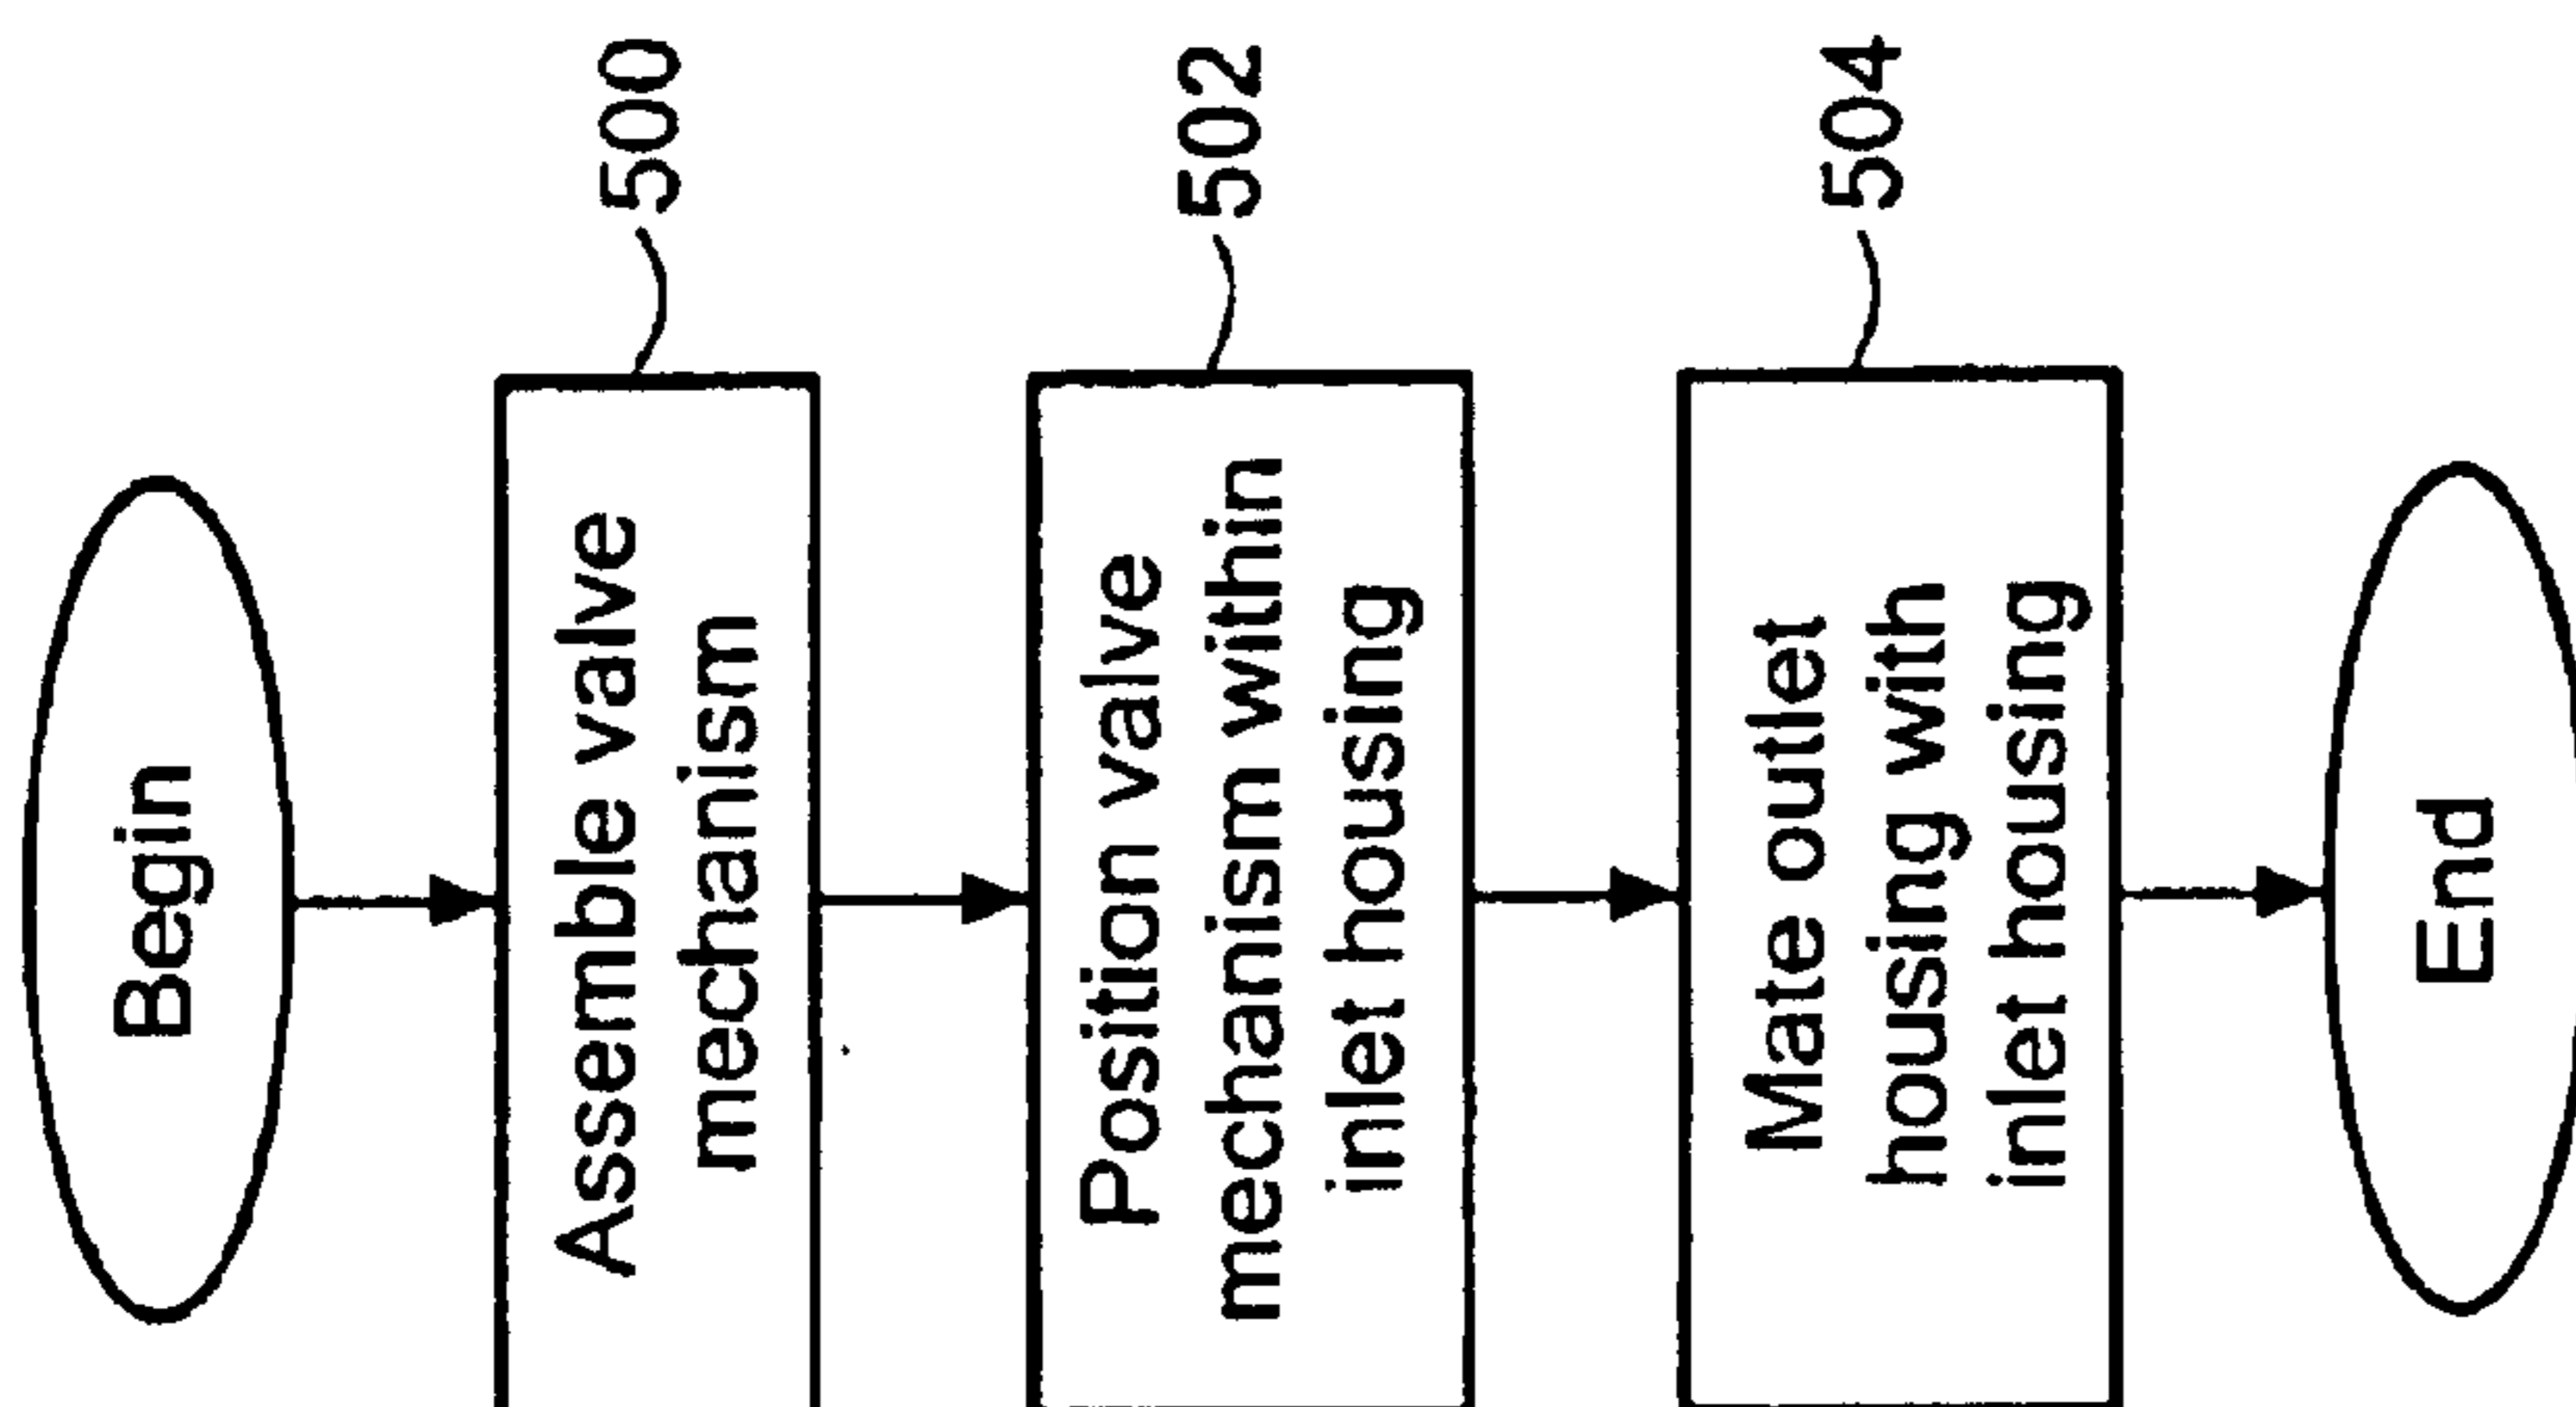 Begin
Assemble valve
mechanism
500
Position valve
mechanism within
inlet housing
502
Mate outlet
housing with
inlet housing
504
End